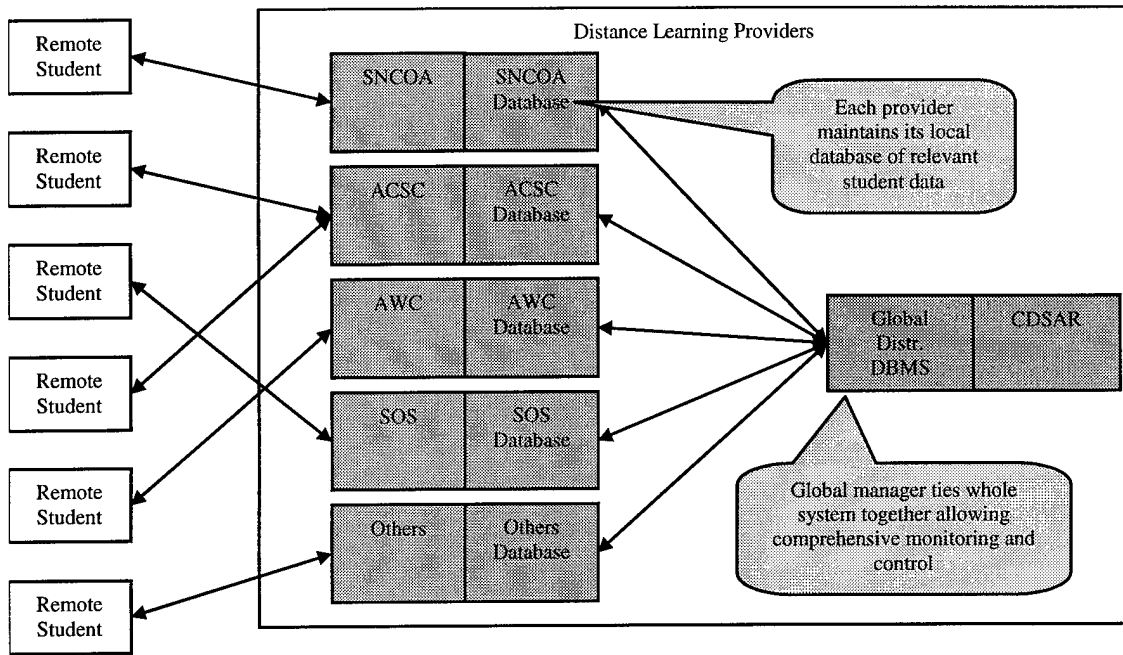 Distance Learning Providers
Remote
Student
Remote
Student
Remote
Student
Remote
Student
Remote
Student
Remote
Student
SNCOA
SNCOA
Database
ACSC
ACSC
Database
AWC
AWC
Database
SOS
SOS
Database
Others
Others
Database
Each provider
maintains its local
database of relevant
student data
Global
Distr.
DBMS
CDSAR
Global manager ties whole
system together allowing
comprehensive monitoring and
control